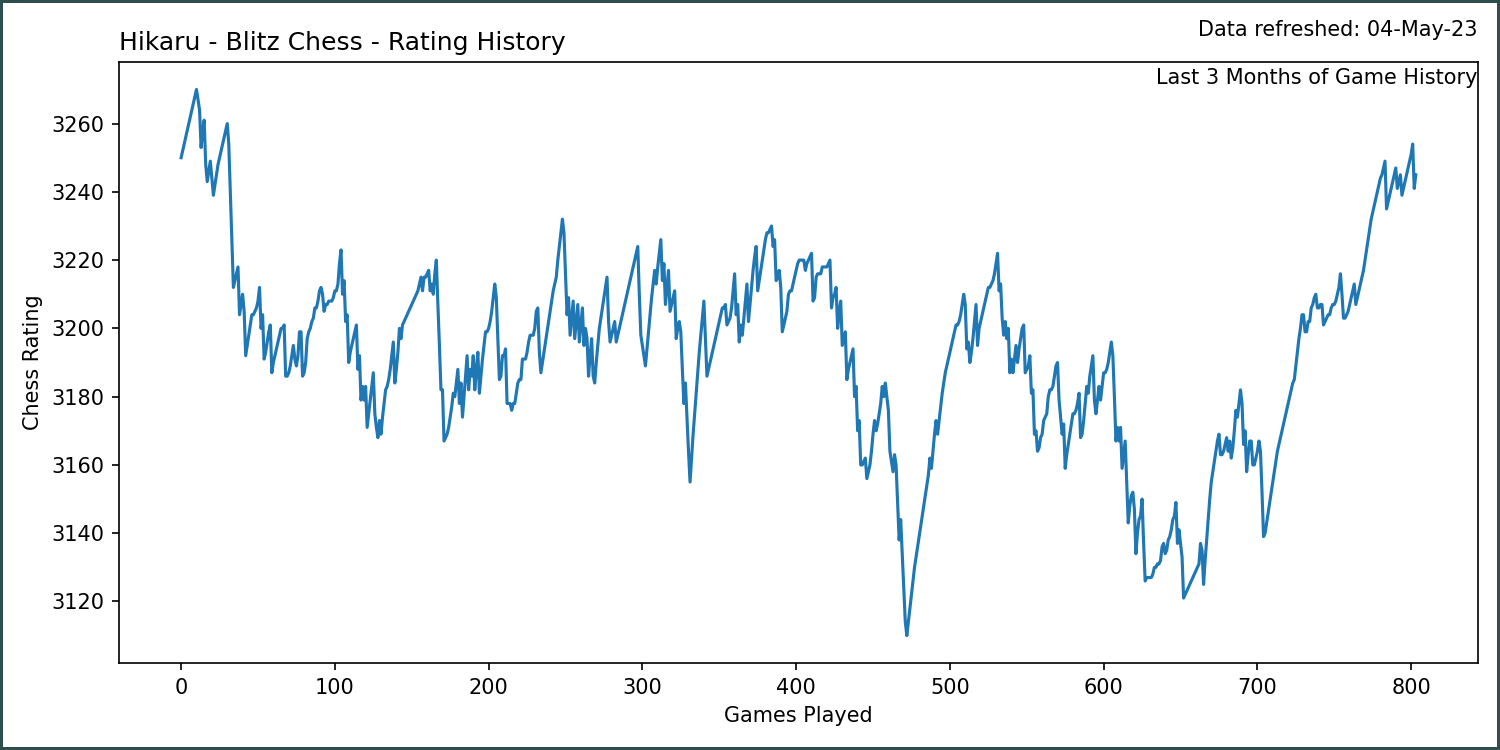 Data refreshed: 04-May-23
Hikaru - Blitz Chess - Rating History
Last 3 Months of Game History
3260
3240
3220
3200
3180
3160
3140
3120
Chess Rating
0 100 200 300 400 500 600 700 800
Games Played